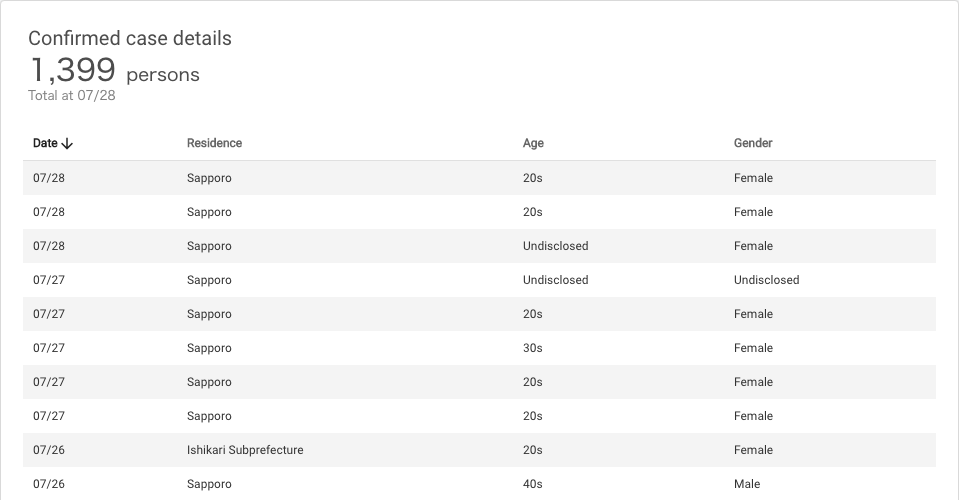 Confirmed case details
1,399 persons
Total at 07/28
Date Residence Age Gender
07/28 Sapporo 20s Female
07/28 Sapporo 20s Female
07/28 Sapporo Undisclosed Female
07/27 Sapporo Undisclosed Undisclosed
07/27 Sapporo 20s Female
07/27 Sapporo 30s Female
07/27 Sapporo 20s Female
07/27 Sapporo 20s Female
07/26 Ishikari Subprefecture 20s Female
07/26 Sapporo 40s Male